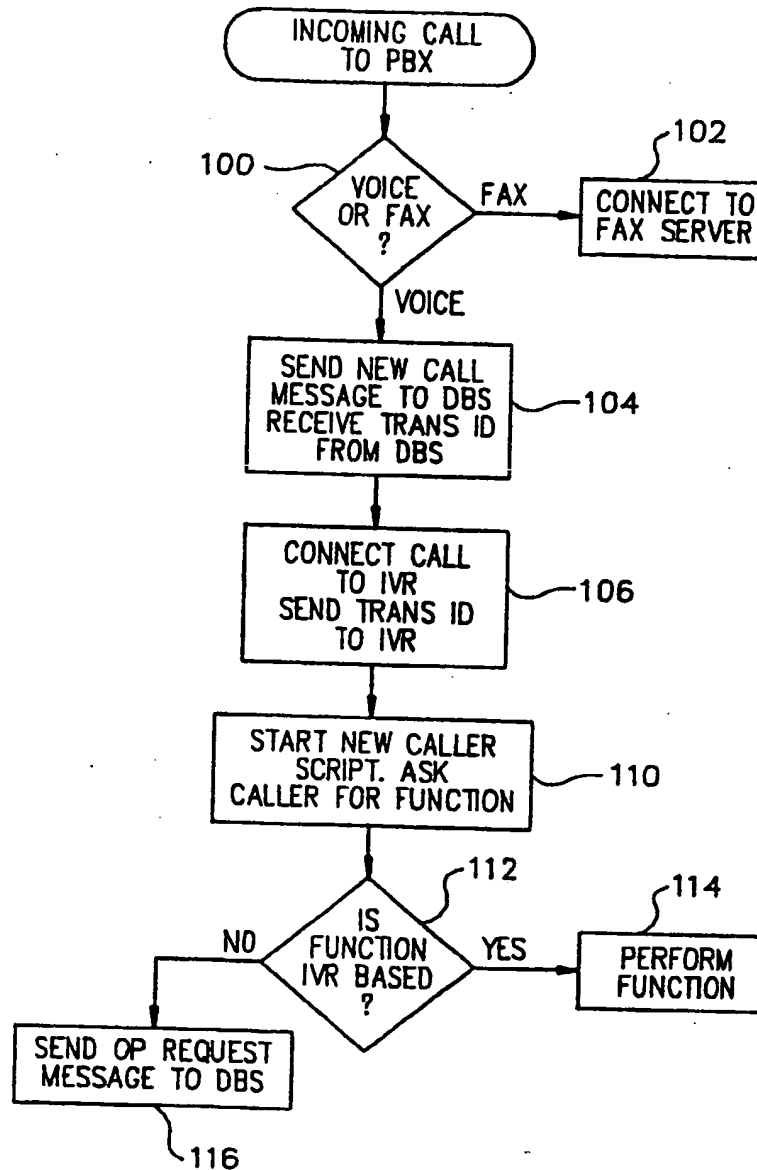 INCOMING CALL
TO PBX
100
VOICE
OR FAX
?
FAX
102
CONNECT TO
FAX SERVER
VOICE
SEND NEW CALL
MESSAGE TO DBS
RECEIVE TRANS ID
FROM DBS
104
CONNECT CALL
TO IVR
SEND TRANS ID
TO IVR
106
START NEW CALLER
SCRIPT. ASK
CALLER FOR FUNCTION
110
112
IS
FUNCTION
IVR BASED
?
NO
YES
114
PERFORM
FUNCTION
SEND OP REQUEST
MESSAGE TO DBS
116